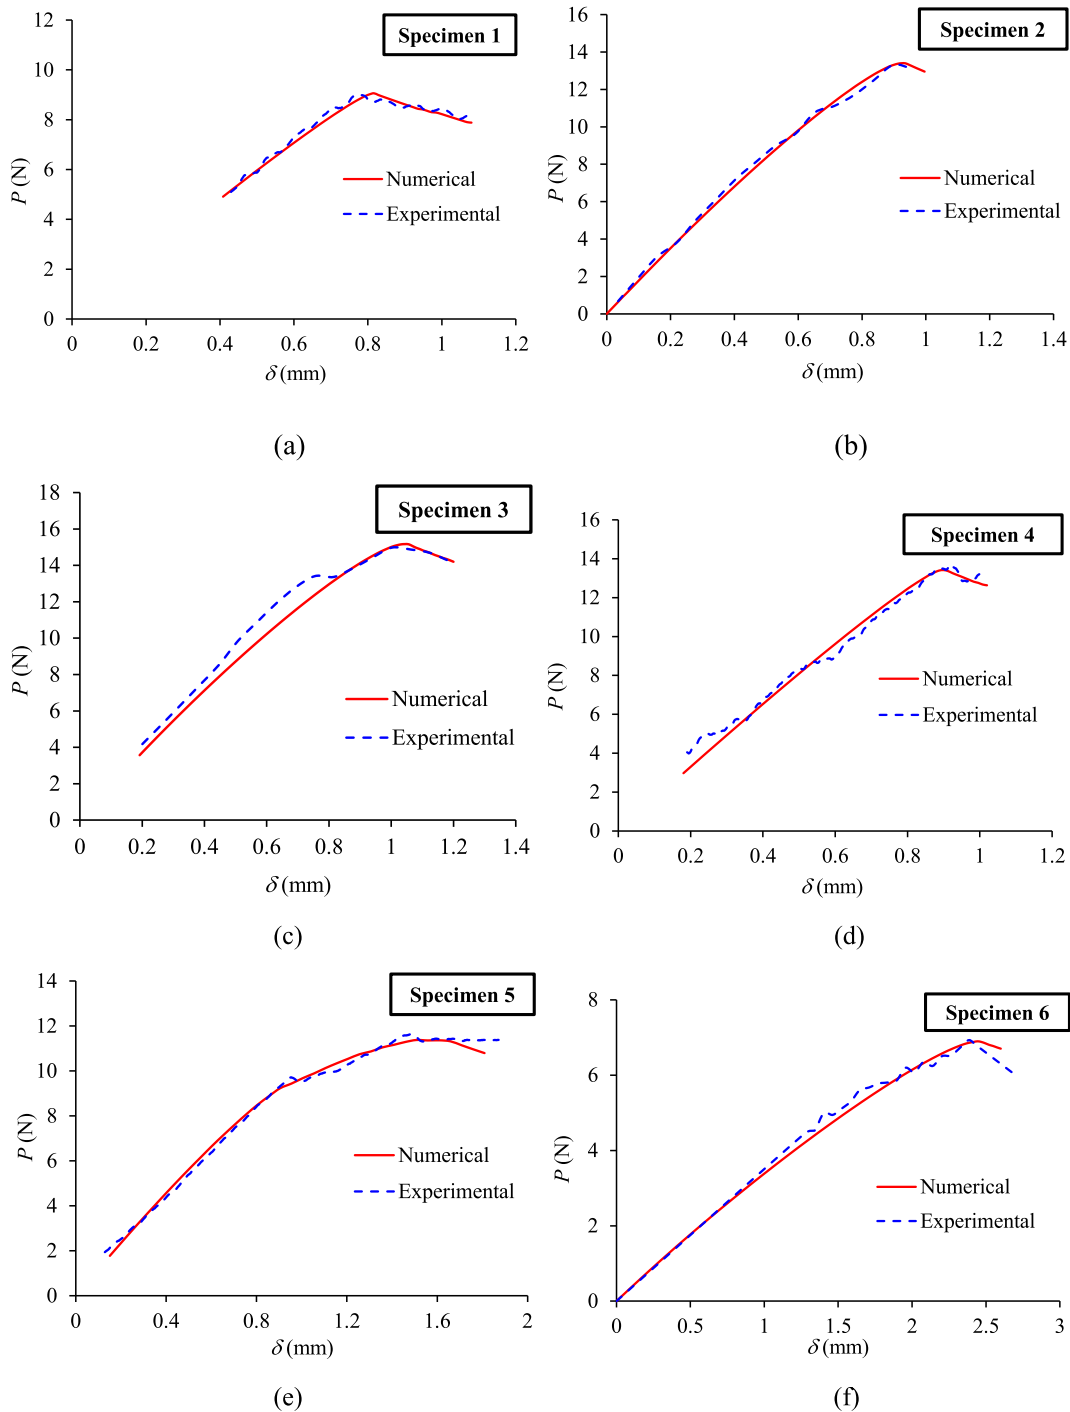 Specimen 1
12
10
8
6
4
2
0
P (N)
Numerical
Experimental
0 0.2 0.4 0.6 0.8 1 1.2
δ (mm)
(a)
Specimen 2
16
14
12
10
8
6
4
2
0
P (N)
Numerical
Experimental
0 0.2 0.4 0.6 0.8 1 1.2 1.4
δ (mm)
(b)
Specimen 3
18
16
14
12
10
8
6
4
2
0
P (N)
Numerical
Experimental
0 0.2 0.4 0.6 0.8 1 1.2 1.4
δ (mm)
(c)
Specimen 4
16
14
12
10
8
6
4
2
0
P (N)
Numerical
Experimental
0 0.2 0.4 0.6 0.8 1 1.2
δ (mm)
(d)
Specimen 5
14
12
10
8
6
4
2
0
P (N)
Numerical
Experimental
0 0.4 0.8 1.2 1.6 2
δ (mm)
(e)
Specimen 6
8
6
4
2
0
P (N)
Numerical
Experimental
0 0.5 1 1.5 2 2.5 3
δ (mm)
(f)